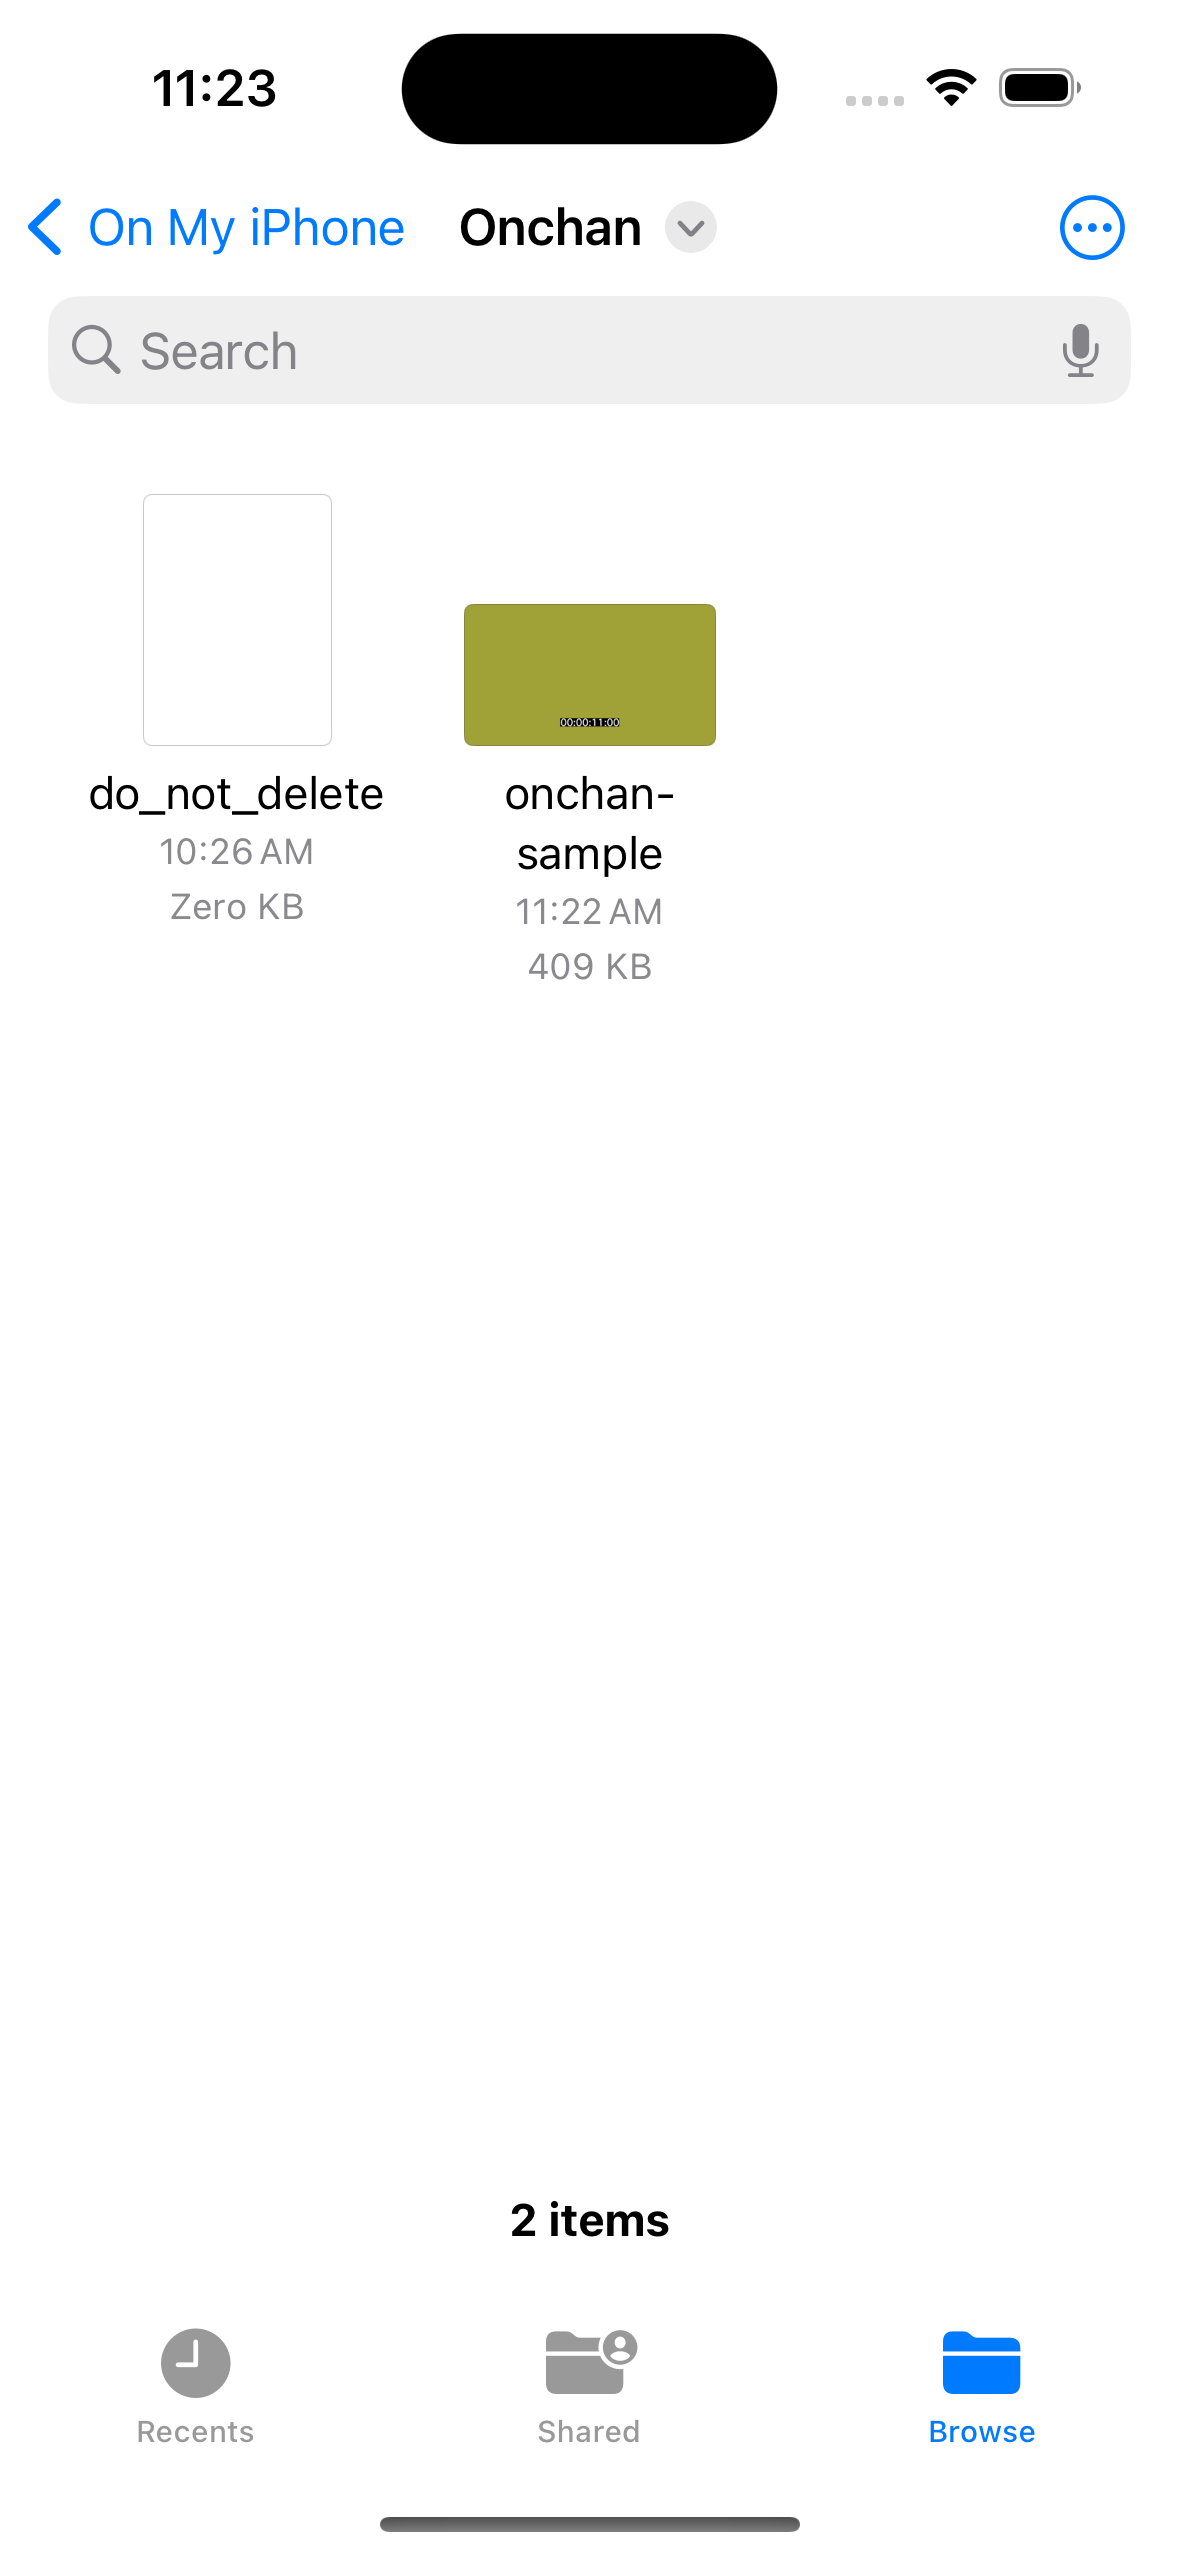 11:23
On My iPhone
Onchan
Search
00:00:11:00
do_not_delete
10:26 AM
Zero KB
onchan-
sample
11:22 AM
409 KB
2 items
Recents
Shared
Browse